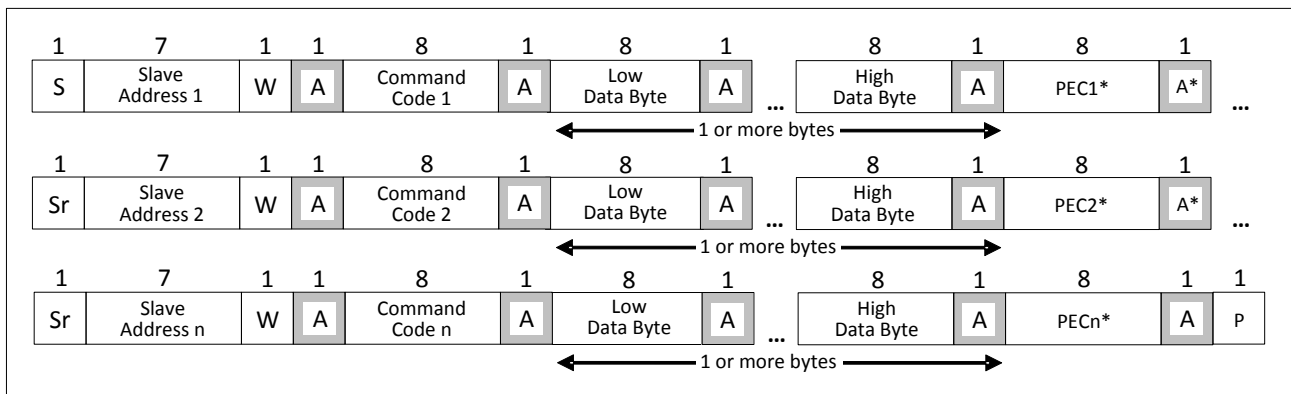 1 7 1 1 8 1 8 1 8 1 8 1
S Slave Address 1 W A Command Code 1 A Low Data Byte A ... High Data Byte A PEC1* A* ...
1 or more bytes
1 7 1 1 8 1 8 1 8 1 8 1
Sr Slave Address 2 W A Command Code 2 A Low Data Byte A ... High Data Byte A PEC2* A* ...
1 or more bytes
1 7 1 1 8 1 8 1 8 1 8 1 1
Sr Slave Address n W A Command Code n A Low Data Byte A ... High Data Byte A PECn* A P
1 or more bytes